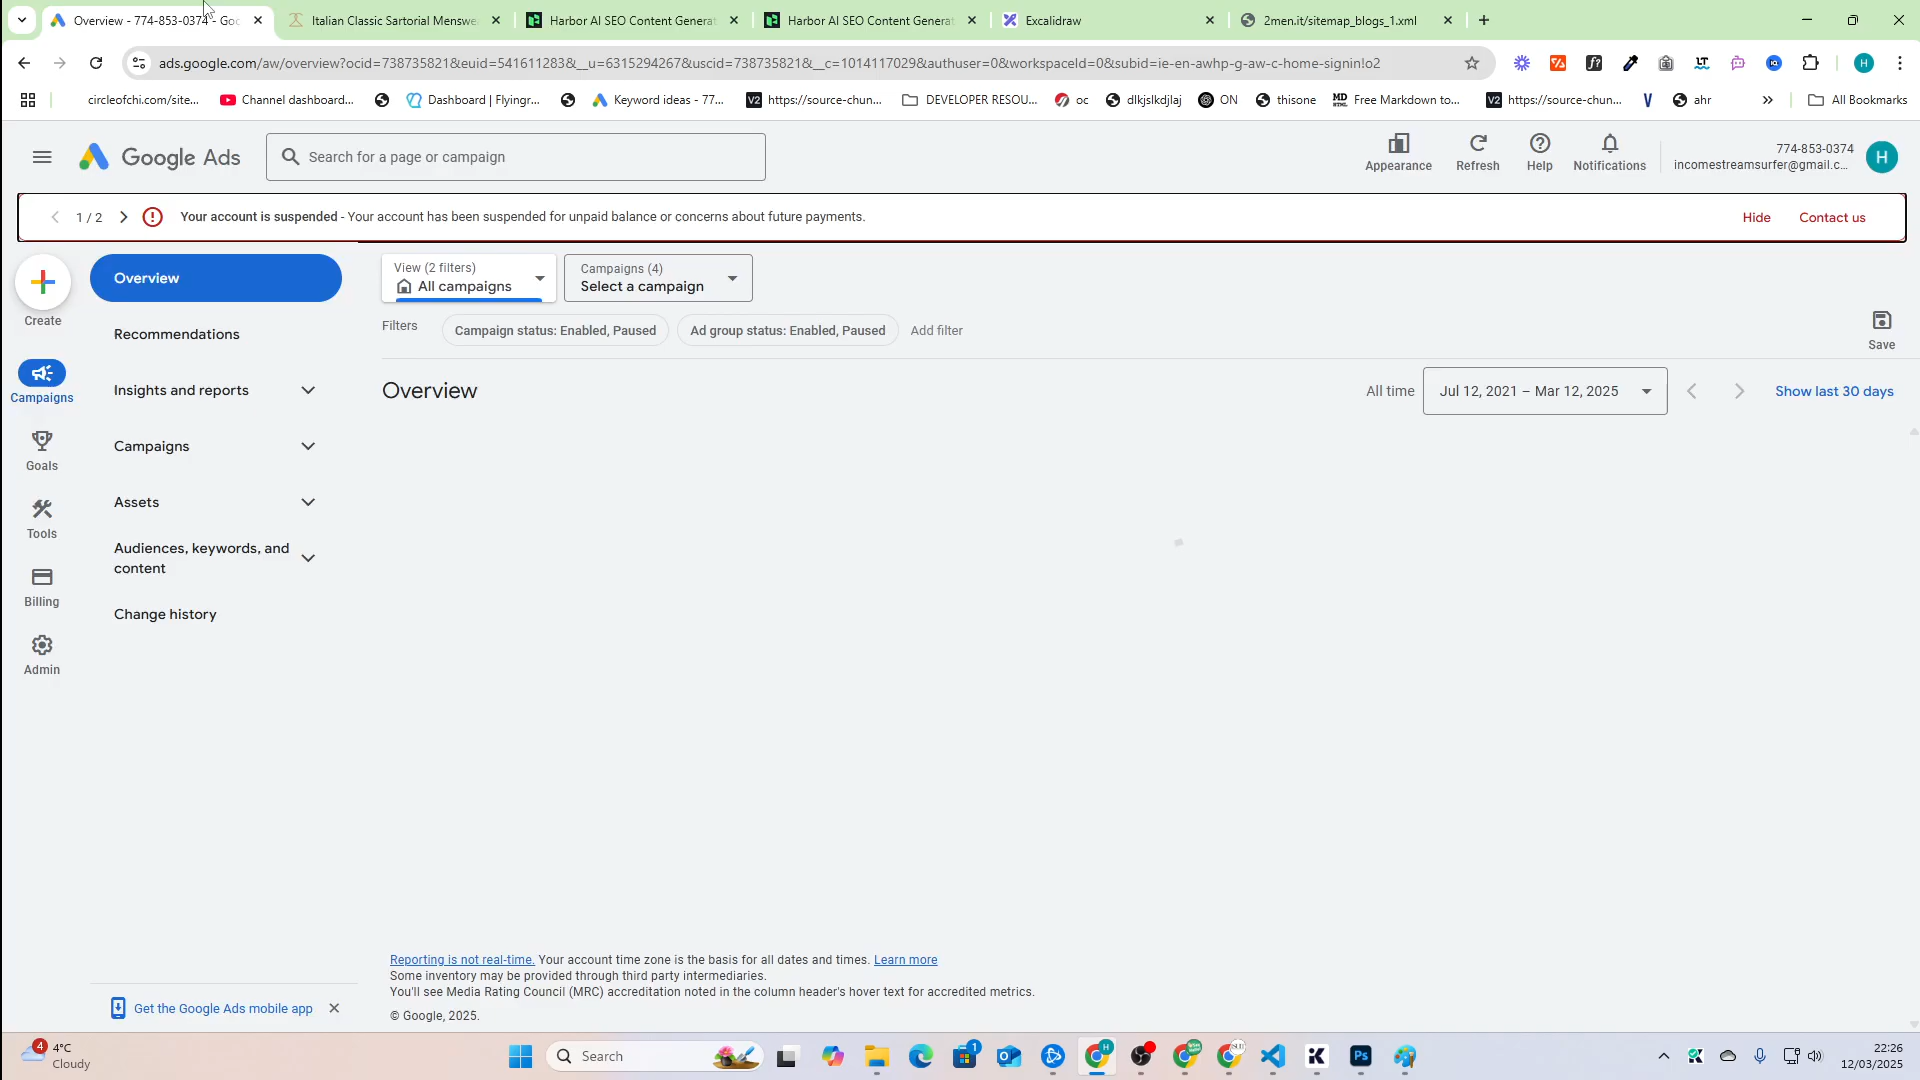 Overview - 774-853-0374 - Goo
Italian Classic Sartorial Menswe
Harbor AI SEO Content Generat
Harbor AI SEO Content Generat
Excalidraw
2men.it/sitemap_blogs_1.xml
ads.google.com/aw/overview?ocid=738735821&euid=541611283&__u=6315294267&uscid=738735821&__c=1014117029&authuser=0&workspaceId=0&subid=ie-en-awhp-g-aw-c-home-signin!o2
circleofchi.com/site...
Channel dashboard...
Dashboard | Flyingr...
Keyword ideas - 77...
https://source-chun...
DEVELOPER RESOU...
oc
dlkjslkdjlaj
ON
thisone
Free Markdown to...
https://source-chun...
ahr
All Bookmarks
Google Ads
Search for a page or campaign
Appearance
Refresh
Help
Notifications
774-853-0374
incomestreamsurfer@gmail.c...
H
1 / 2
Your account is suspended - Your account has been suspended for unpaid balance or concerns about future payments.
Hide
Contact us
Create
Campaigns
Goals
Tools
Billing
Admin
Overview
Recommendations
Insights and reports
Campaigns
Assets
Audiences, keywords, and
content
Change history
View (2 filters)
All campaigns
Campaigns (4)
Select a campaign
Filters
Campaign status: Enabled, Paused
Ad group status: Enabled, Paused
Add filter
Save
Overview
All time
Jul 12, 2021 – Mar 12, 2025
Show last 30 days
Reporting is not real-time. Your account time zone is the basis for all dates and times. Learn more
Some inventory may be provided through third party intermediaries.
You'll see Media Rating Council (MRC) accreditation noted in the column header's hover text for accredited metrics.
© Google, 2025.
Get the Google Ads mobile app
4
4°C
Cloudy
Search
1
22:26
12/03/2025